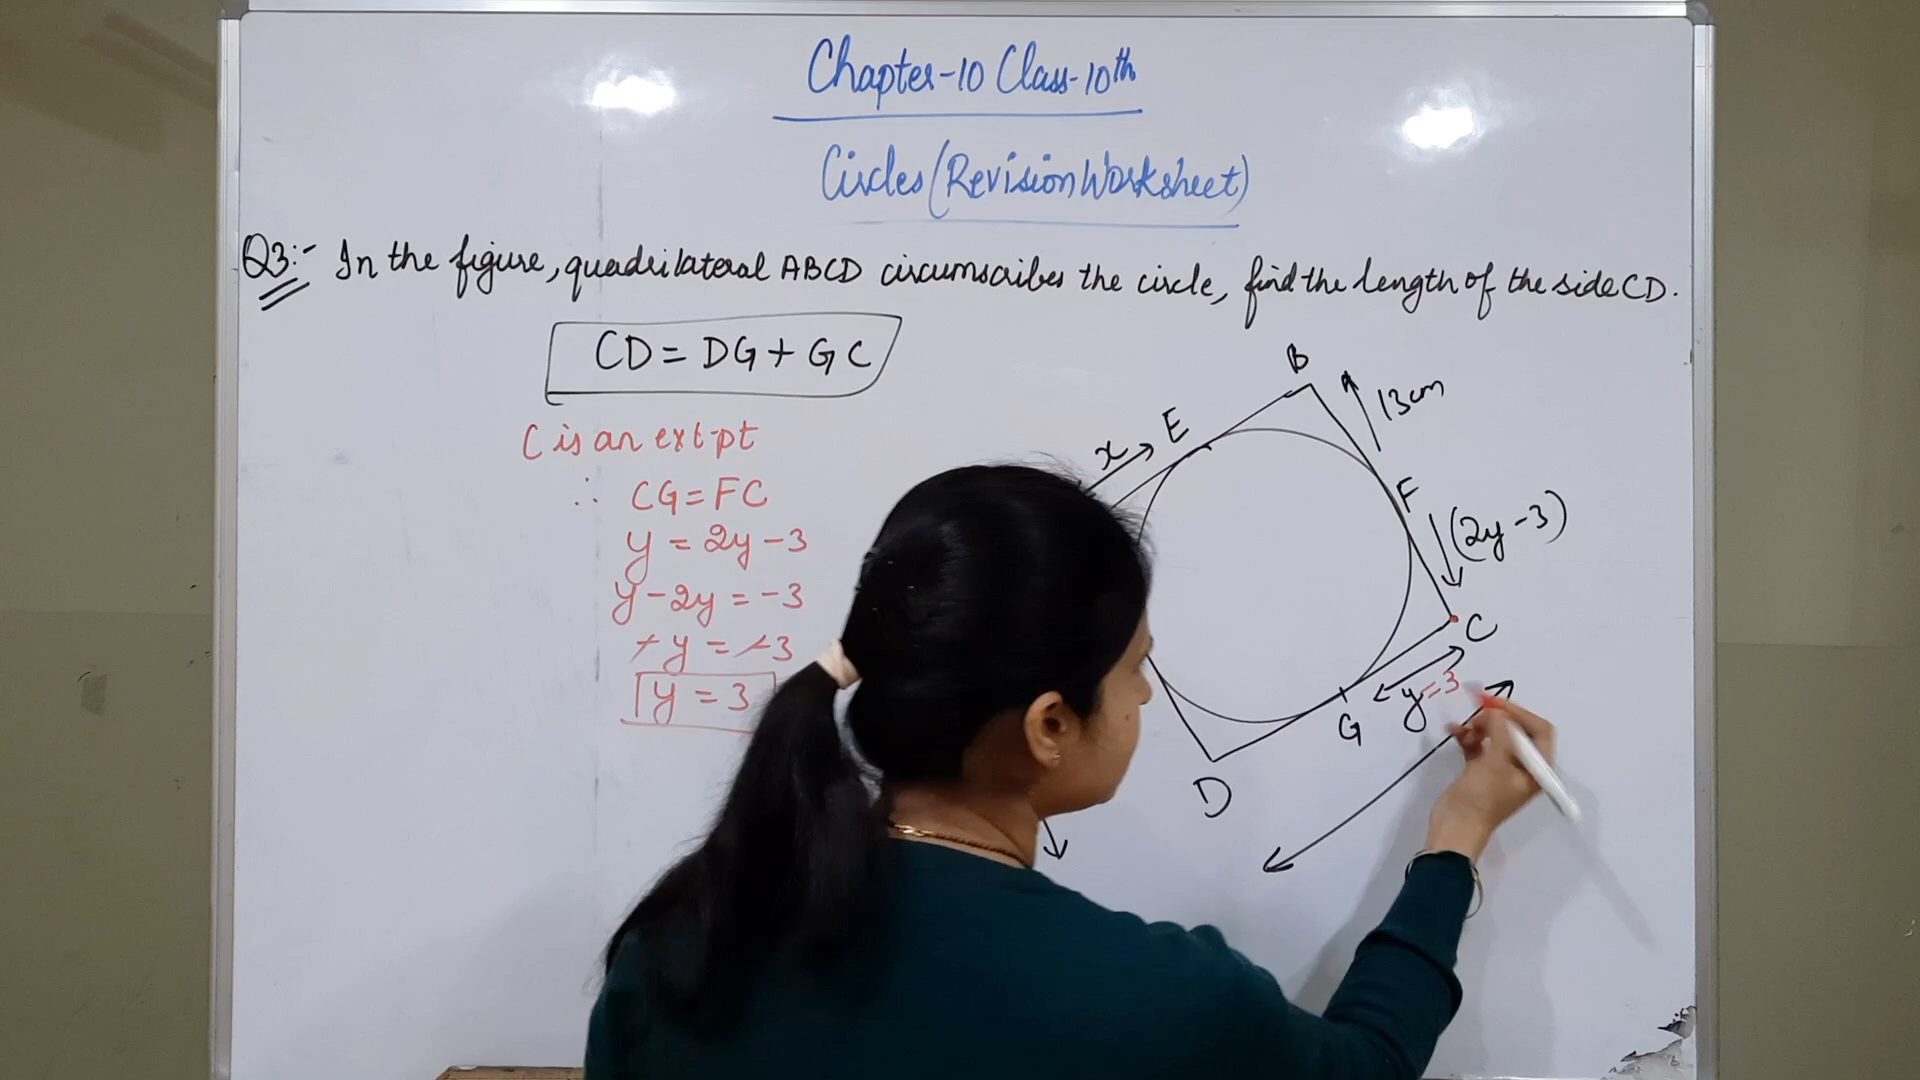 Chapter-10 Class-10th
Circles (Revision Worksheet)
Q3:- In the figure, quadrilateral ABCD circumscribes the circle, find the length of the side CD.
CD = DG + GC
C is an ext-pt
∴ CG = FC
y = 2y - 3
y - 2y = -3
-y = -3
y = 3
B
13cm
E
x
F
(2y - 3)
C
y = 3
G
D